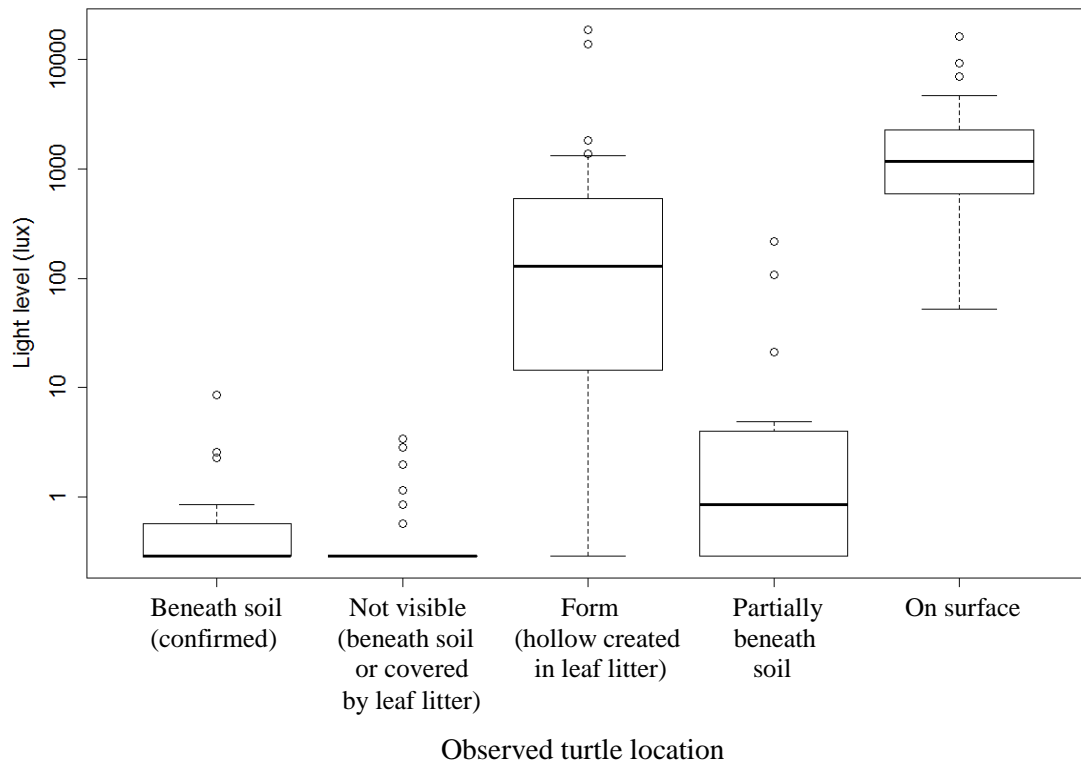 10000
1000
100
10
1
Light level (lux)
Beneath soil
(confirmed)
Not visible
(beneath soil
or covered
by leaf litter)
Form
(hollow created
in leaf litter)
Partially
beneath
soil
On surface
Observed turtle location